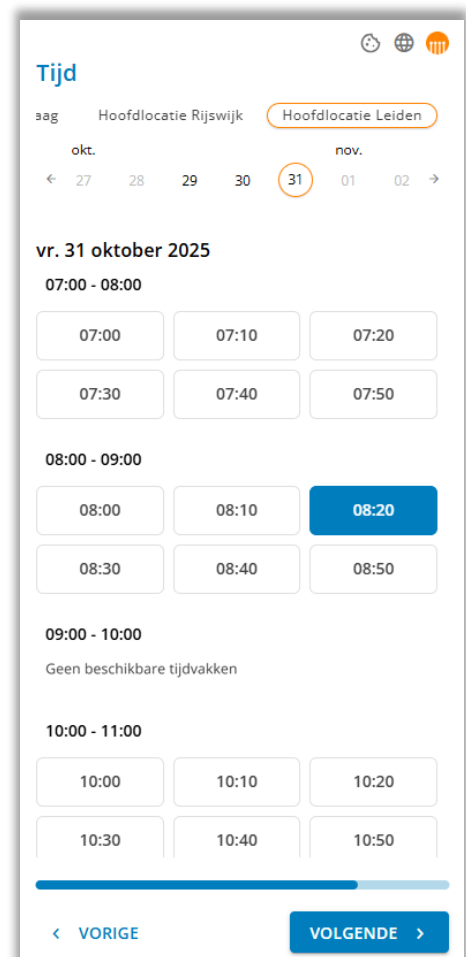 Tijd
aag Hoofdlocatie Rijswijk Hoofdlocatie Leiden
okt. nov.
27 28 29 30 31 01 02
vr. 31 oktober 2025
07:00 - 08:00
07:00 07:10 07:20
07:30 07:40 07:50
08:00 - 09:00
08:00 08:10 08:20
08:30 08:40 08:50
09:00 - 10:00
Geen beschikbare tijdvakken
10:00 - 11:00
10:00 10:10 10:20
10:30 10:40 10:50
VORIGE VOLGENDE